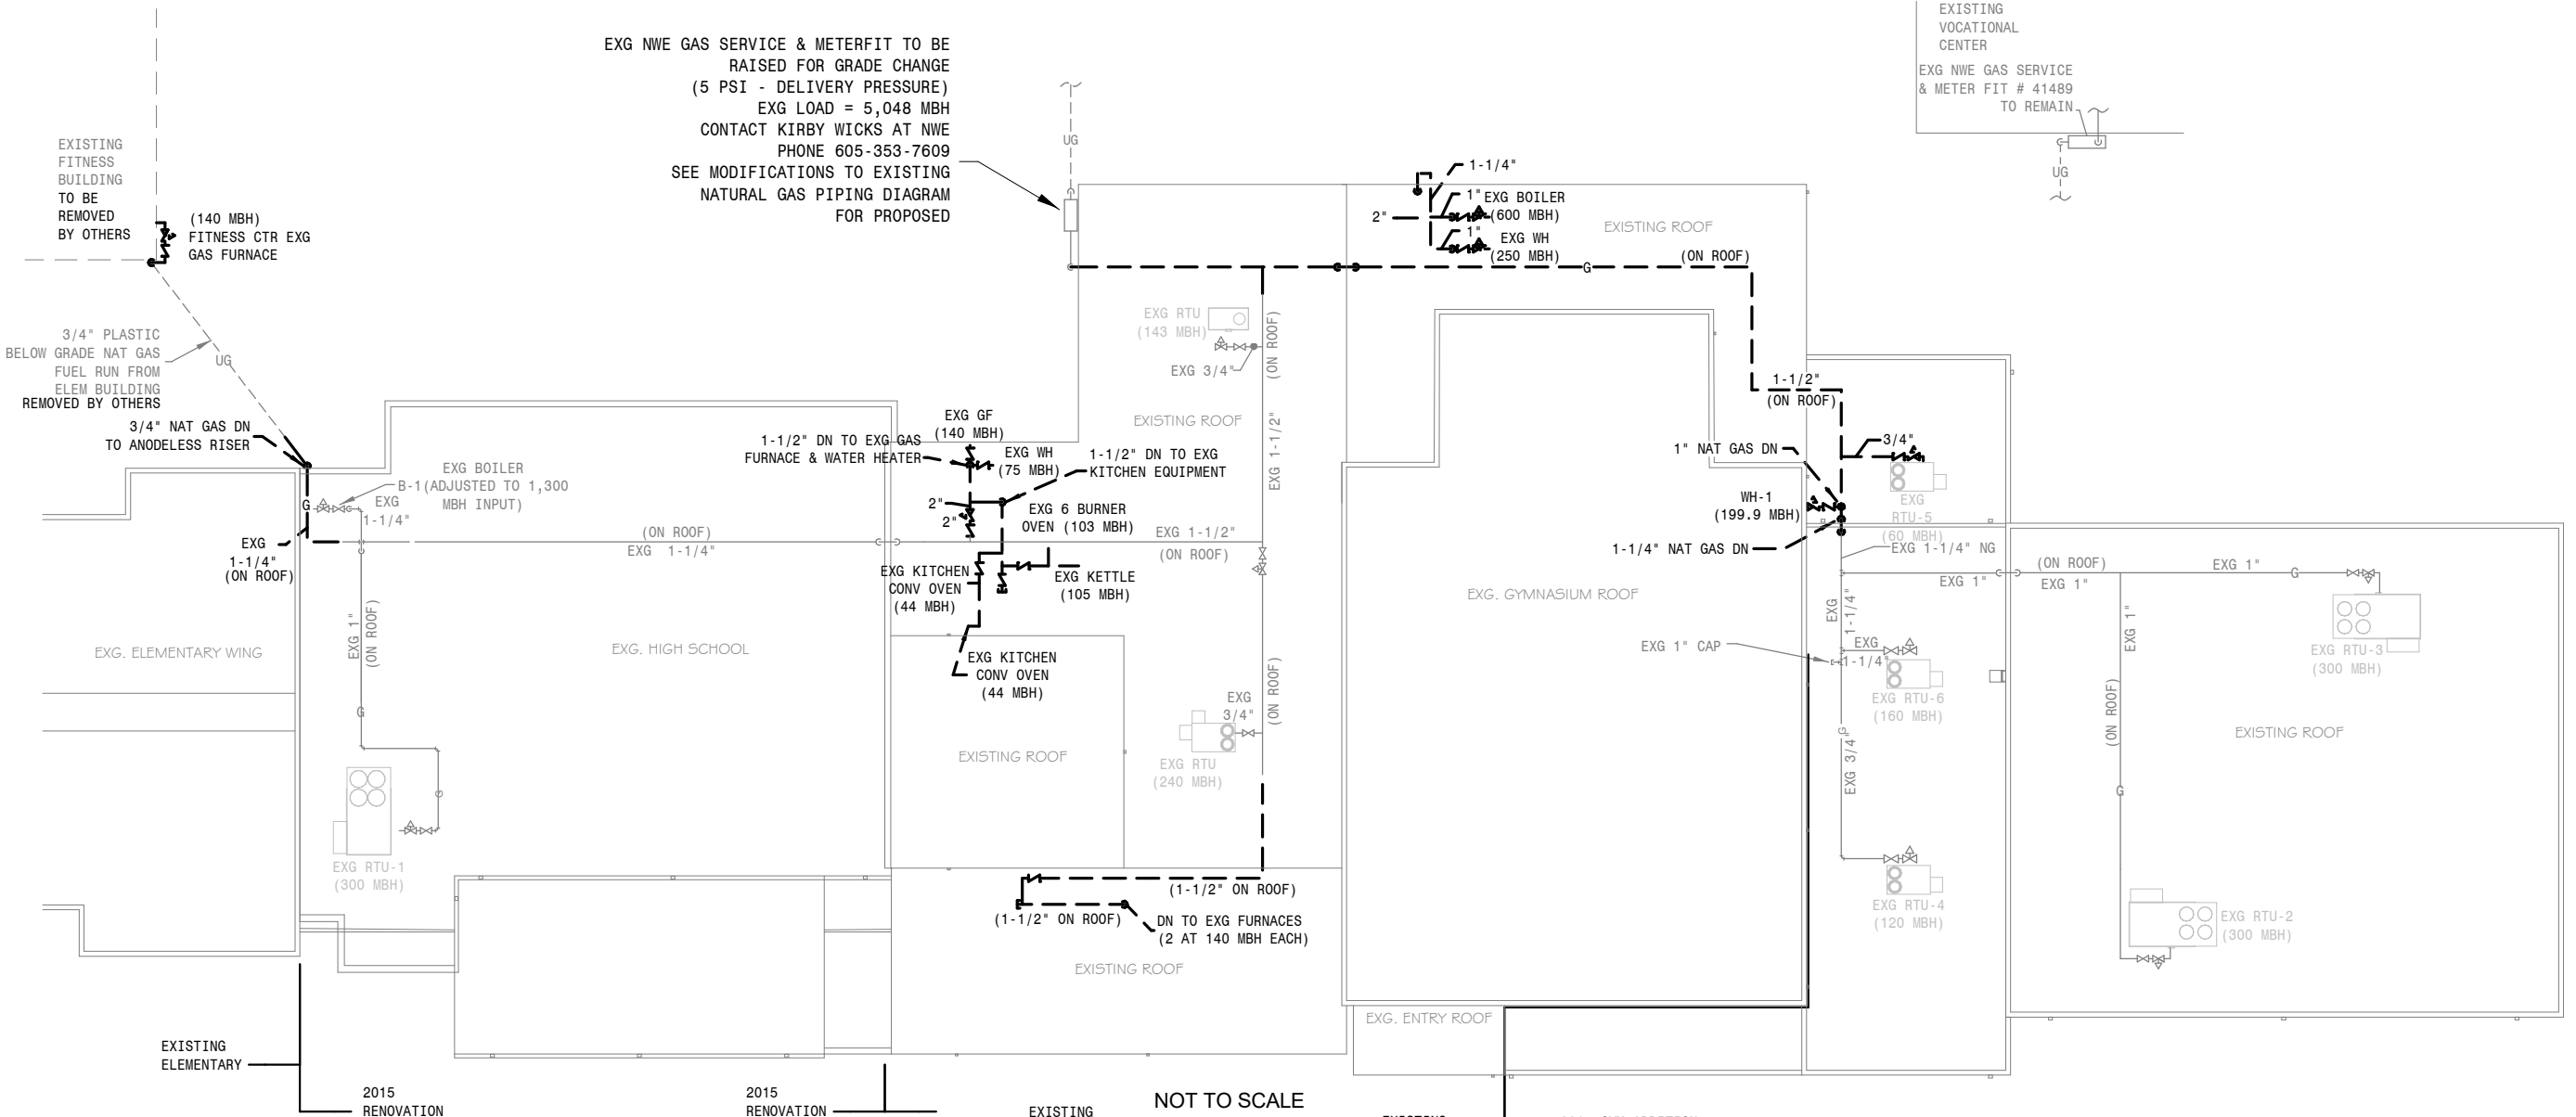 EXG NWE GAS SERVICE & METERFIT TO BE
RAISED FOR GRADE CHANGE
(5 PSI - DELIVERY PRESSURE)
EXG LOAD = 5,048 MBH
CONTACT KIRBY WICKS AT NWE
PHONE 605-353-7609
SEE MODIFICATIONS TO EXISTING
NATURAL GAS PIPING DIAGRAM
FOR PROPOSED
EXISTING
VOCATIONAL
CENTER
EXG NWE GAS SERVICE
& METER FIT # 41489
TO REMAIN
UG
UG
EXISTING
FITNESS
BUILDING
TO BE
REMOVED
BY OTHERS
(140 MBH)
FITNESS CTR EXG
GAS FURNACE
3/4" PLASTIC
BELOW GRADE NAT GAS
FUEL RUN FROM
ELEM BUILDING
REMOVED BY OTHERS
UG
3/4" NAT GAS DN
TO ANODELESS RISER
1-1/4"
2"
1"
EXG BOILER
(600 MBH)
1"
EXG WH
(250 MBH)
EXISTING ROOF
G
(ON ROOF)
EXG RTU
(143 MBH)
EXG 3/4"
(ON ROOF)
EXISTING ROOF
EXG 1-1/2"
1-1/2"
(ON ROOF)
3/4"
1" NAT GAS DN
EXG
RTU-5
(60 MBH)
WH-1
(199.9 MBH)
1-1/4" NAT GAS DN
EXG 1-1/4" NG
EXG BOILER
B-1(ADJUSTED TO 1,300
MBH INPUT)
G
EXG
1-1/4"
EXG
1-1/4"
(ON ROOF)
(ON ROOF)
EXG 1-1/4"
EXG GF
(140 MBH)
1-1/2" DN TO EXG GAS
FURNACE & WATER HEATER
EXG WH
(75 MBH)
1-1/2" DN TO EXG
KITCHEN EQUIPMENT
2"
2"
EXG 6 BURNER
OVEN (103 MBH)
EXG 1-1/2"
(ON ROOF)
EXG KITCHEN
CONV OVEN
(44 MBH)
EXG KETTLE
(105 MBH)
EXG KITCHEN
CONV OVEN
(44 MBH)
EXG. ELEMENTARY WING
EXG 1"
(ON ROOF)
EXG. HIGH SCHOOL
G
EXG RTU-1
(300 MBH)
G
EXISTING ROOF
(ON ROOF)
EXG
3/4"
EXG RTU
(240 MBH)
(1-1/2" ON ROOF)
(1-1/2" ON ROOF)
DN TO EXG FURNACES
(2 AT 140 MBH EACH)
EXISTING ROOF
EXG. GYMNASIUM ROOF
EXG 1" CAP
EXG
1-1/4"
EXG
1-1/4"
EXG RTU-6
(160 MBH)
G
EXG 3/4"
EXG RTU-4
(120 MBH)
EXG 1"
(ON ROOF)
EXG 1"
EXG 1"
G
EXG 1"
(ON ROOF)
G
EXG RTU-3
(300 MBH)
EXISTING ROOF
EXG RTU-2
(300 MBH)
EXG. ENTRY ROOF
EXISTING
ELEMENTARY
2015
RENOVATION
2015
RENOVATION
EXISTING
NOT TO SCALE